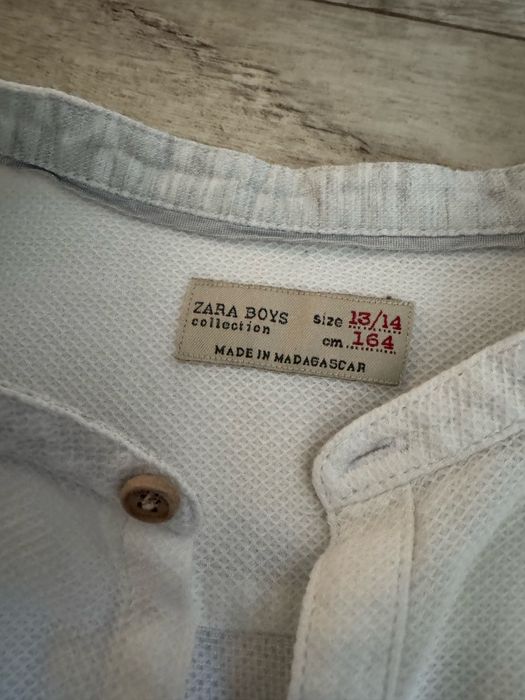 ZARA BOYS size 13/14
collection cm. 164
MADE IN MADAGASCAR